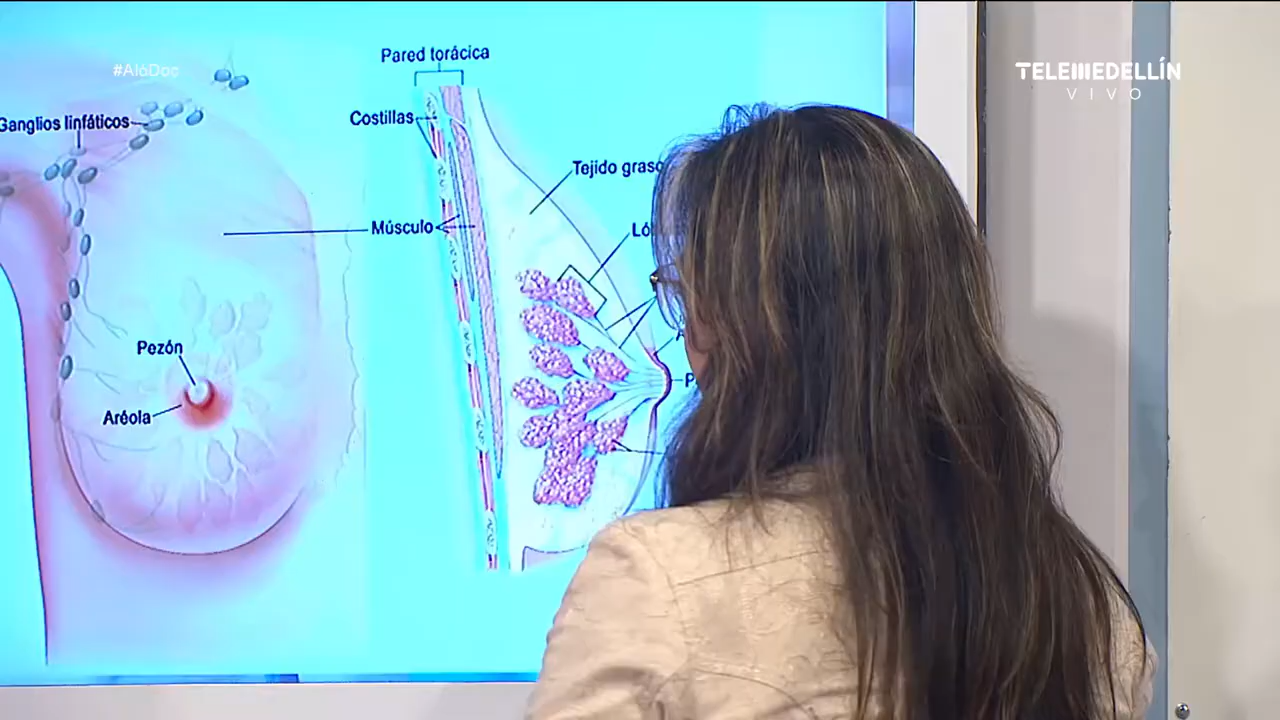 #AlóDoc
TELEMEDELLÍN
VIVO
Pared torácica
Ganglios linfáticos
Costillas
Tejido graso
Músculo
Pezón
Aréola